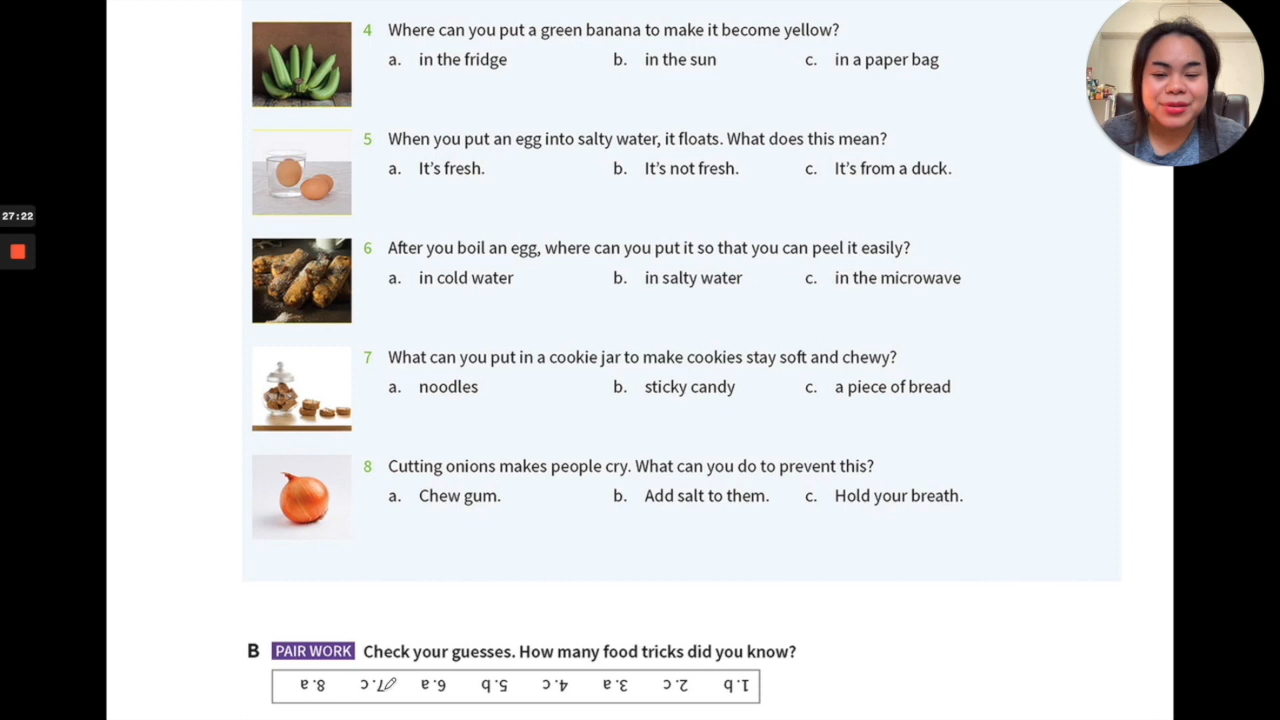 4 Where can you put a green banana to make it become yellow?
a. in the fridge b. in the sun c. in a paper bag
5 When you put an egg into salty water, it floats. What does this mean?
a. It's fresh. b. It's not fresh. c. It's from a duck.
27:22
6 After you boil an egg, where can you put it so that you can peel it easily?
a. in cold water b. in salty water c. in the microwave
7 What can you put in a cookie jar to make cookies stay soft and chewy?
a. noodles b. sticky candy c. a piece of bread
8 Cutting onions makes people cry. What can you do to prevent this?
a. Chew gum. b. Add salt to them. c. Hold your breath.
B PAIR WORK Check your guesses. How many food tricks did you know?
1. b 2. c 3. a 4. c 5. b 6. a 7. c 8. a